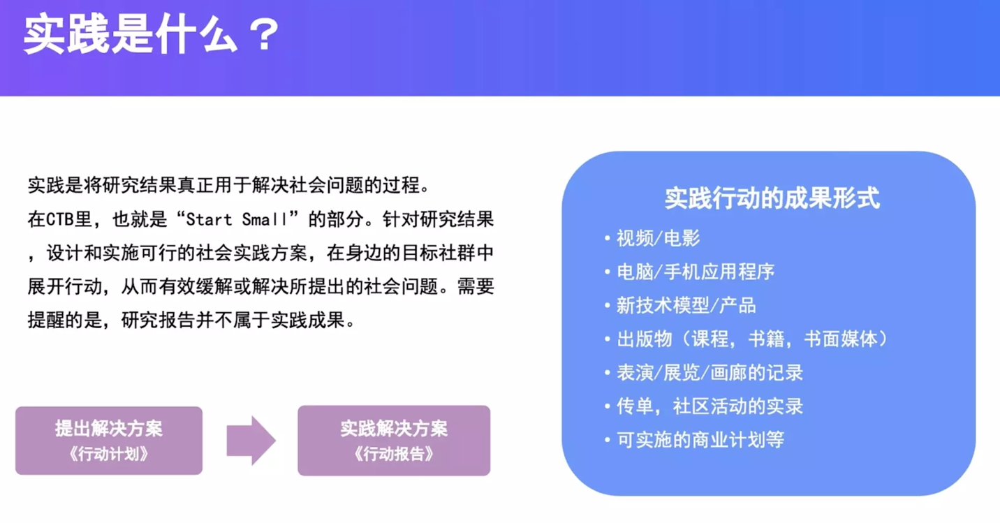 实践是什么？
实践是将研究结果真正用于解决社会问题的过程。
在CTB里，也就是“Start Small”的部分。针对研究结果
，设计和实施可行的社会实践方案，在身边的目标社群中
展开行动，从而有效缓解或解决所提出的社会问题。需要
提醒的是，研究报告并不属于实践成果。
提出解决方案
《行动计划》
实践解决方案
《行动报告》
实践行动的成果形式
• 视频/电影
• 电脑/手机应用程序
• 新技术模型/产品
• 出版物（课程，书籍，书面媒体）
• 表演/展览/画廊的记录
• 传单，社区活动的实录
• 可实施的商业计划等